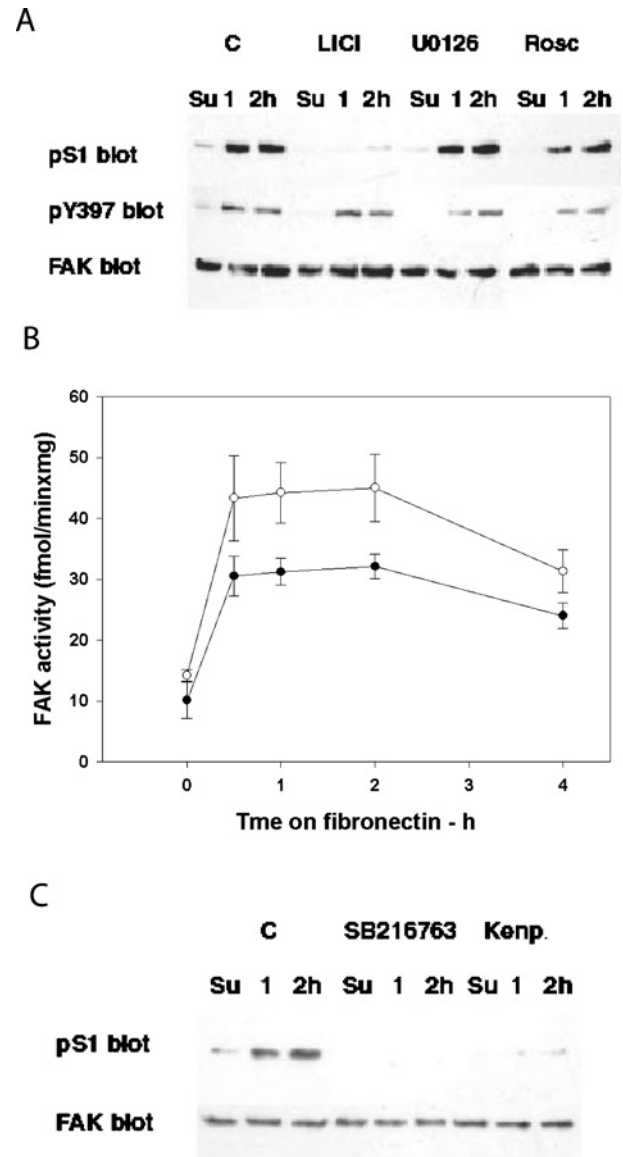 A
C LICI U0126 Rosc
Su 1 2h Su 1 2h Su 1 2h Su 1 2h
pS1 blot
pY397 blot
FAK blot
B
60
50
40
30
20
10
0
FAK activity (fmol/minxmg)
0 1 2 3 4
Tme on fibronectin - h
C
C SB216763 Kenp.
Su 1 2h Su 1 2h Su 1 2h
pS1 blot
FAK blot